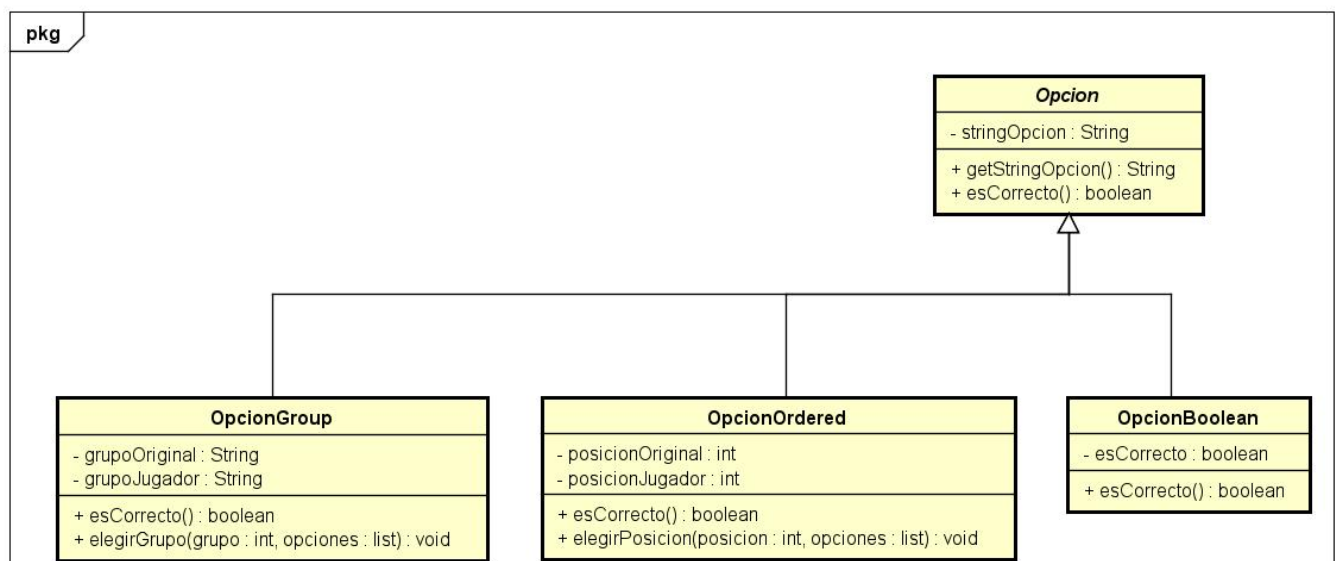 pkg
Opcion
- stringOpcion : String
+ getStringOpcion() : String
+ esCorrecto() : boolean
OpcionGroup
- grupoOriginal : String
- grupoJugador : String
+ esCorrecto() : boolean
+ elegirGrupo(grupo : int, opciones : list) : void
OpcionOrdered
- posicionOriginal : int
- posicionJugador : int
+ esCorrecto() : boolean
+ elegirPosicion(posicion : int, opciones : list) : void
OpcionBoolean
- esCorrecto : boolean
+ esCorrecto() : boolean